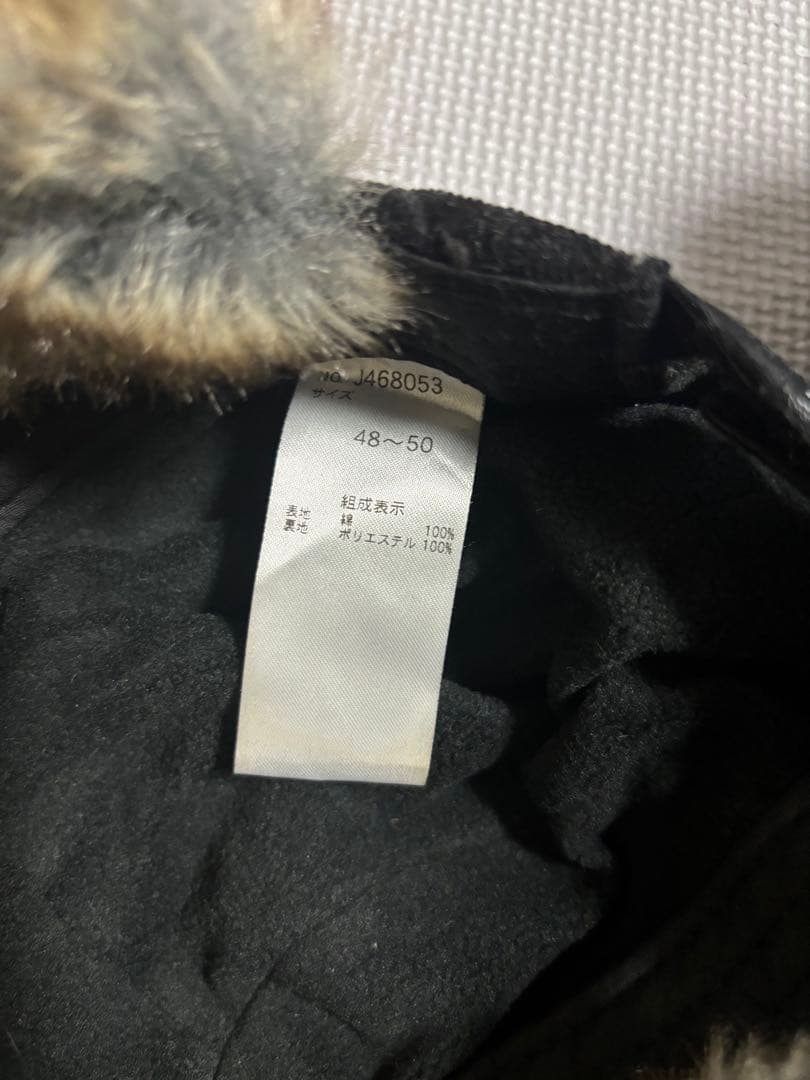 No. J468053
サイズ
48～50
組成表示
表地 綿 100%
裏地 ポリエステル 100%